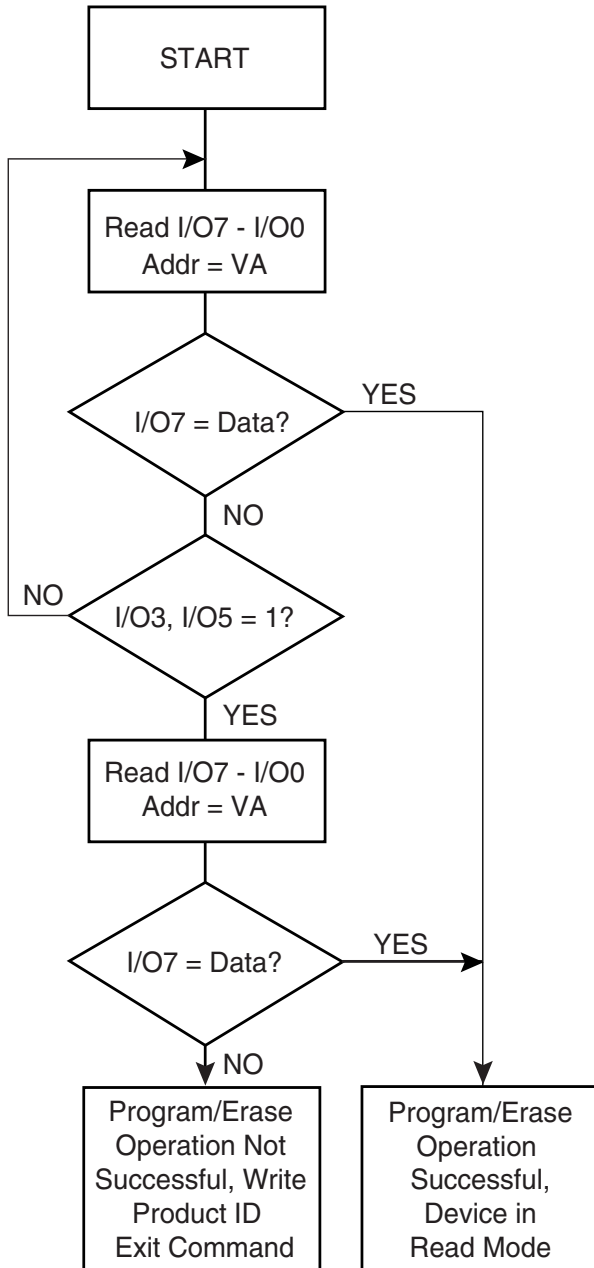 START
Read I/O7 - I/O0
Addr = VA
I/O7 = Data?
YES
NO
NO
I/O3, I/O5 = 1?
YES
Read I/O7 - I/O0
Addr = VA
I/O7 = Data?
YES
NO
Program/Erase
Operation Not
Successful, Write
Product ID
Exit Command
Program/Erase
Operation
Successful,
Device in
Read Mode